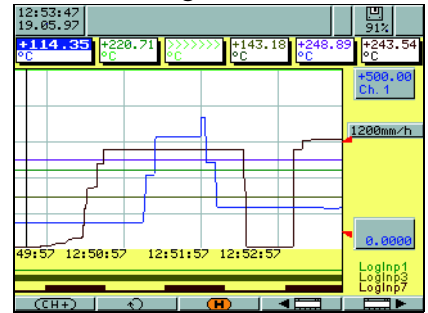 12:53:47
19.05.97
91%
+114.35 +220.71 >>>>>>> +143.18 +248.89 +243.54
°C °C °C °C °C °C
+500.00
Ch.1
1200mm/h
0.0000
49:57 12:50:57 12:51:57 12:52:57
LogInp1
LogInp3
LogInp7
(CH+) H